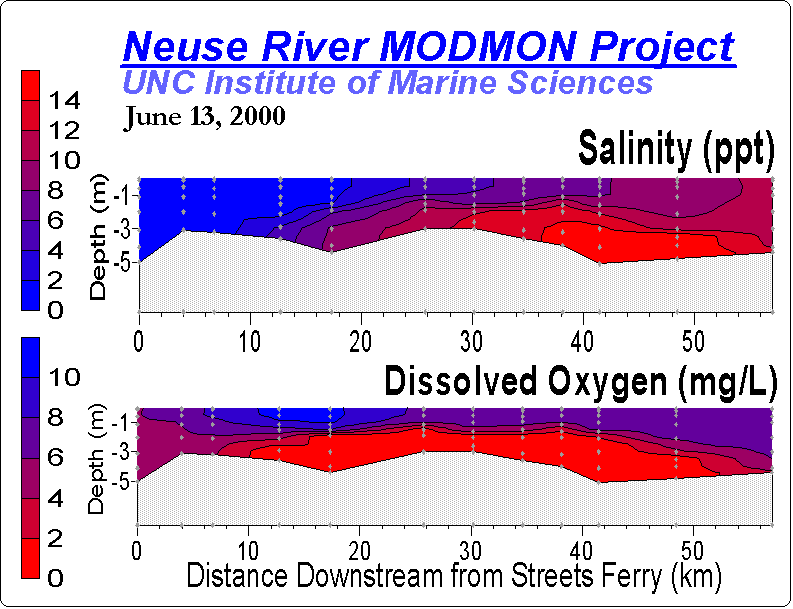 Neuse River MODMON Project
UNC Institute of Marine Sciences
June 13, 2000
Salinity (ppt)
14
12
10
8
6
4
2
0
Depth (m)
-1
-3
-5
0 10 20 30 40 50
Dissolved Oxygen (mg/L)
10
8
6
4
2
0
Depth (m)
-1
-3
-5
0 10 20 30 40 50
Distance Downstream from Streets Ferry (km)